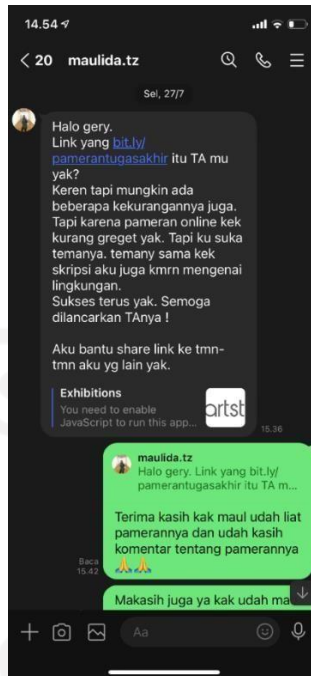 14.54
20 maulida.tz
Sel, 27/7
Halo gery.
Link yang bit.ly/
pamerantugasakhir itu TA mu
yak?
Keren tapi mungkin ada
beberapa kekurangannya juga.
Tapi karena pameran online kek
kurang greget yak. Tapi ku suka
temanya. temany sama kek
skripsi aku juga kmrn mengenai
lingkungan.
Sukses terus yak. Semoga
dilancarkan TAnya !
Aku bantu share link ke tmn-
tmn aku yg lain yak.
Exhibitions
You need to enable
JavaScript to run this app...
artst
15.36
maulida.tz
Halo gery. Link yang bit.ly/
pamerantugasakhir itu TA m...
Terima kasih kak maul udah liat
pamerannya dan udah kasih
komentar tentang pamerannya
🙏🙏
Baca
15.42
Makasih juga ya kak udah ma
Aa